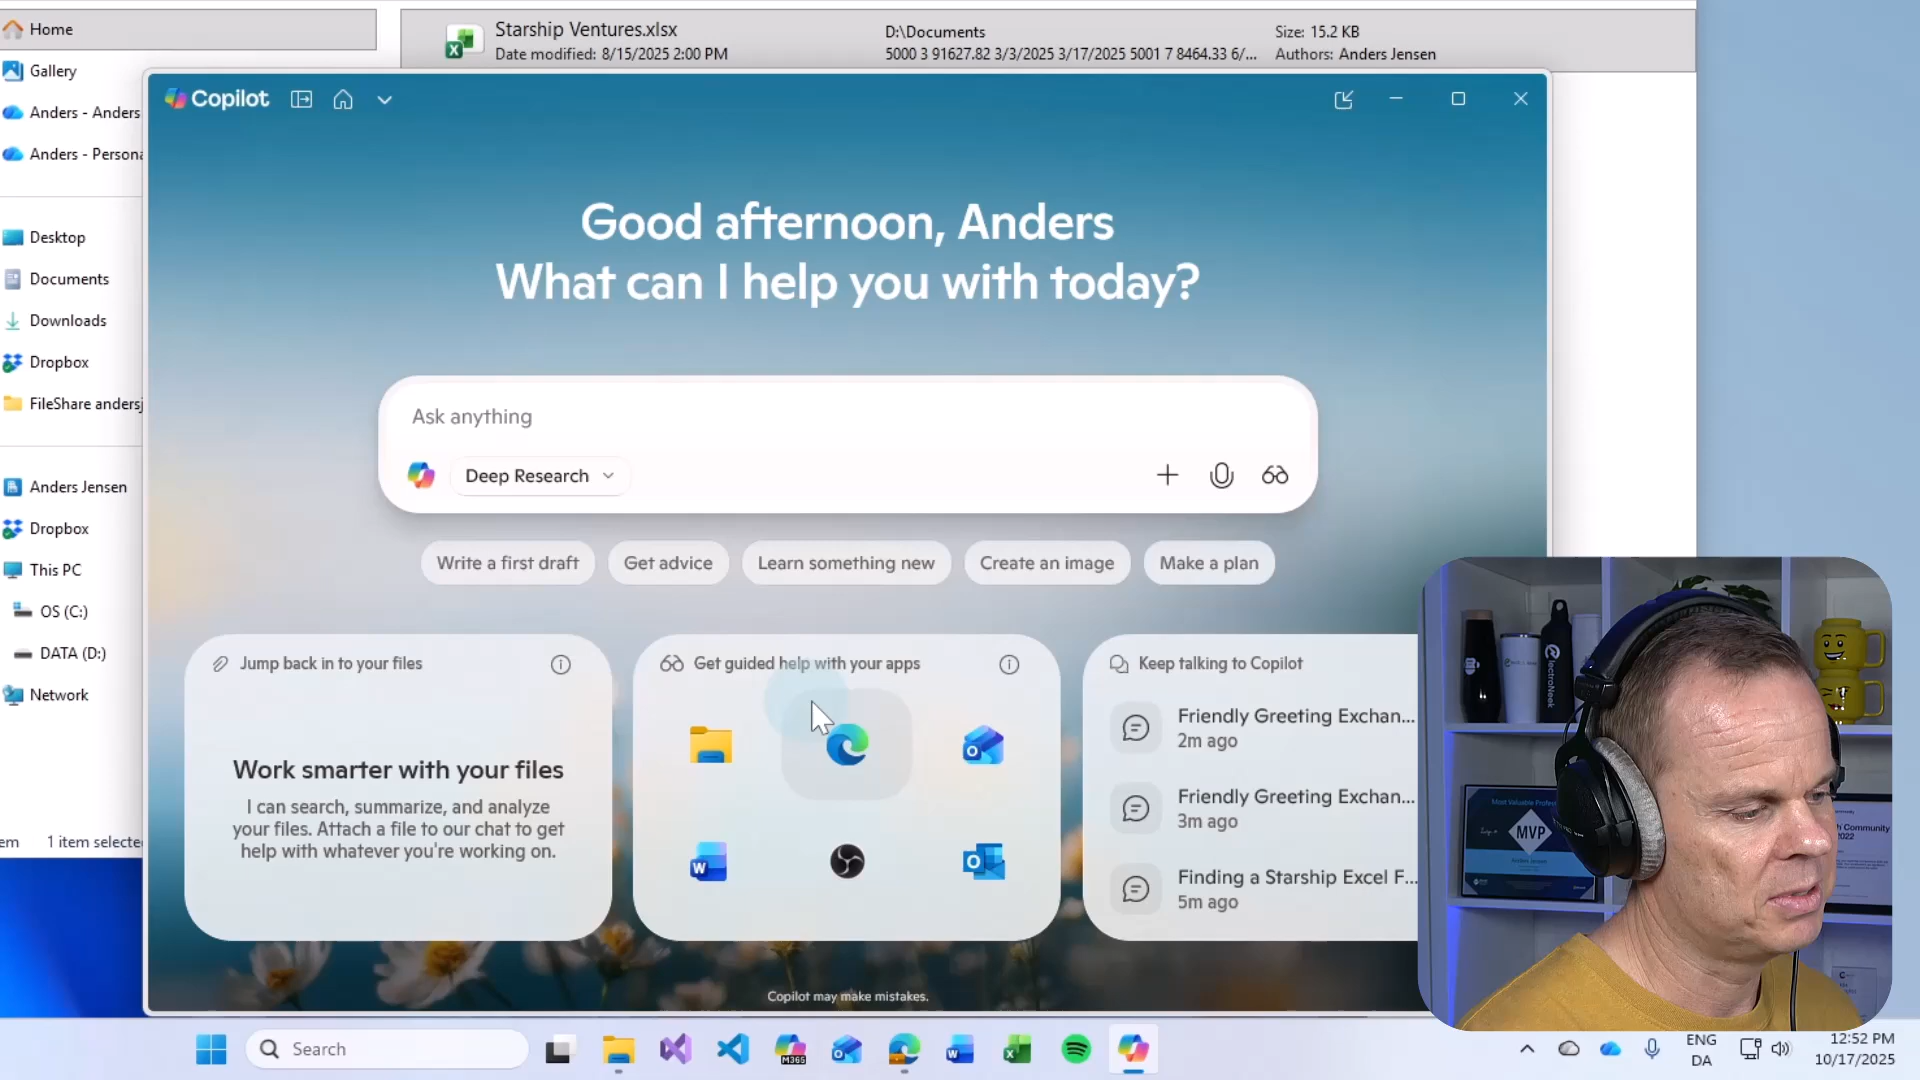 Home
Starship Ventures.xlsx
Date modified: 8/15/2025 2:00 PM
D:\Documents
5000 3 91627.82 3/3/2025 3/17/2025 5001 7 8464.33 6/...
Size: 15.2 KB
Authors: Anders Jensen
Gallery
Anders - Anders
Anders - Persona
Desktop
Documents
Downloads
Dropbox
FileShare andersj
Anders Jensen
Dropbox
This PC
OS (C:)
DATA (D:)
Network
em
1 item selecte
Copilot
Good afternoon, Anders
What can I help you with today?
Ask anything
Deep Research
Write a first draft
Get advice
Learn something new
Create an image
Make a plan
Jump back in to your files
Work smarter with your files
I can search, summarize, and analyze
your files. Attach a file to our chat to get
help with whatever you're working on.
Get guided help with your apps
Keep talking to Copilot
Friendly Greeting Exchan...
2m ago
Friendly Greeting Exchan...
3m ago
Finding a Starship Excel F...
5m ago
Copilot may make mistakes.
MVP
Search
M365
ENG
DA
12:52 PM
10/17/2025